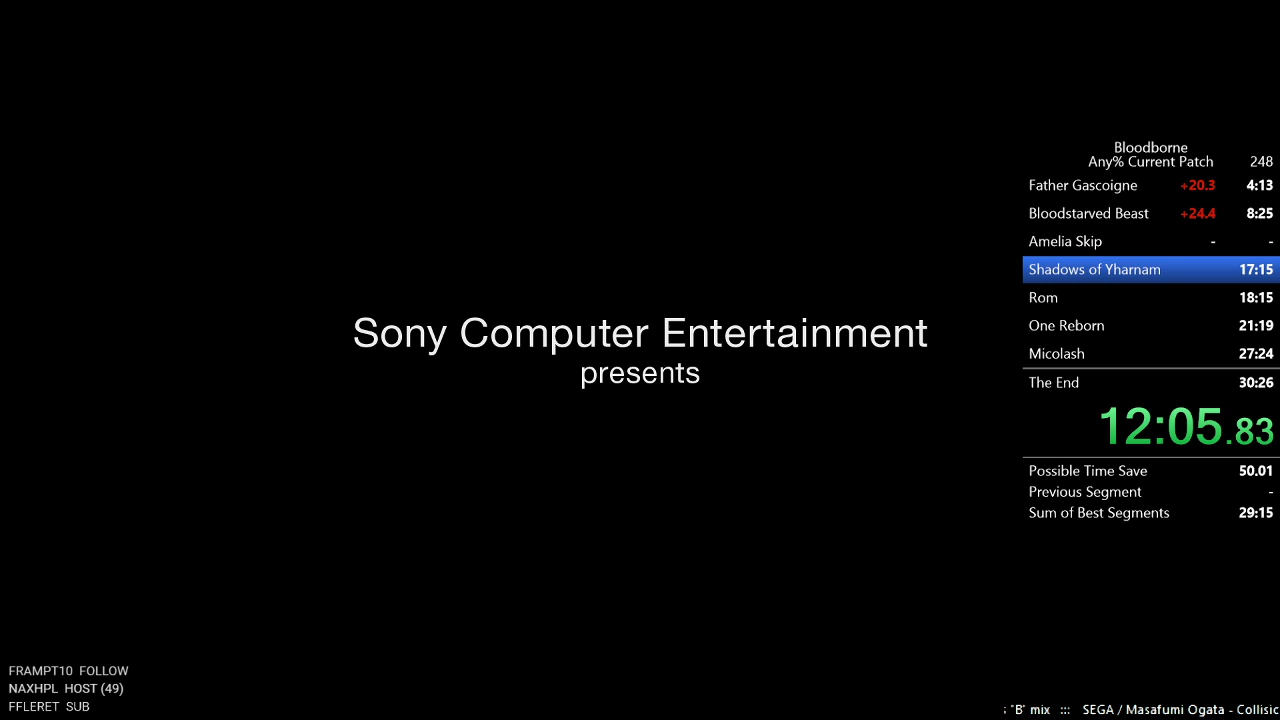 Sony Computer Entertainment
presents
Bloodborne
Any% Current Patch 248
Father Gascoigne +20.3 4:13
Bloodstarved Beast +24.4 8:25
Amelia Skip - -
Shadows of Yharnam 17:15
Rom 18:15
One Reborn 21:19
Micolash 27:24
The End 30:26
12:05.83
Possible Time Save 50.01
Previous Segment -
Sum of Best Segments 29:15
FRAMPT10 FOLLOW
NAXHPL HOST (49)
FFLERET SUB
; "B" mix ::: SEGA / Masafumi Ogata - Collisic